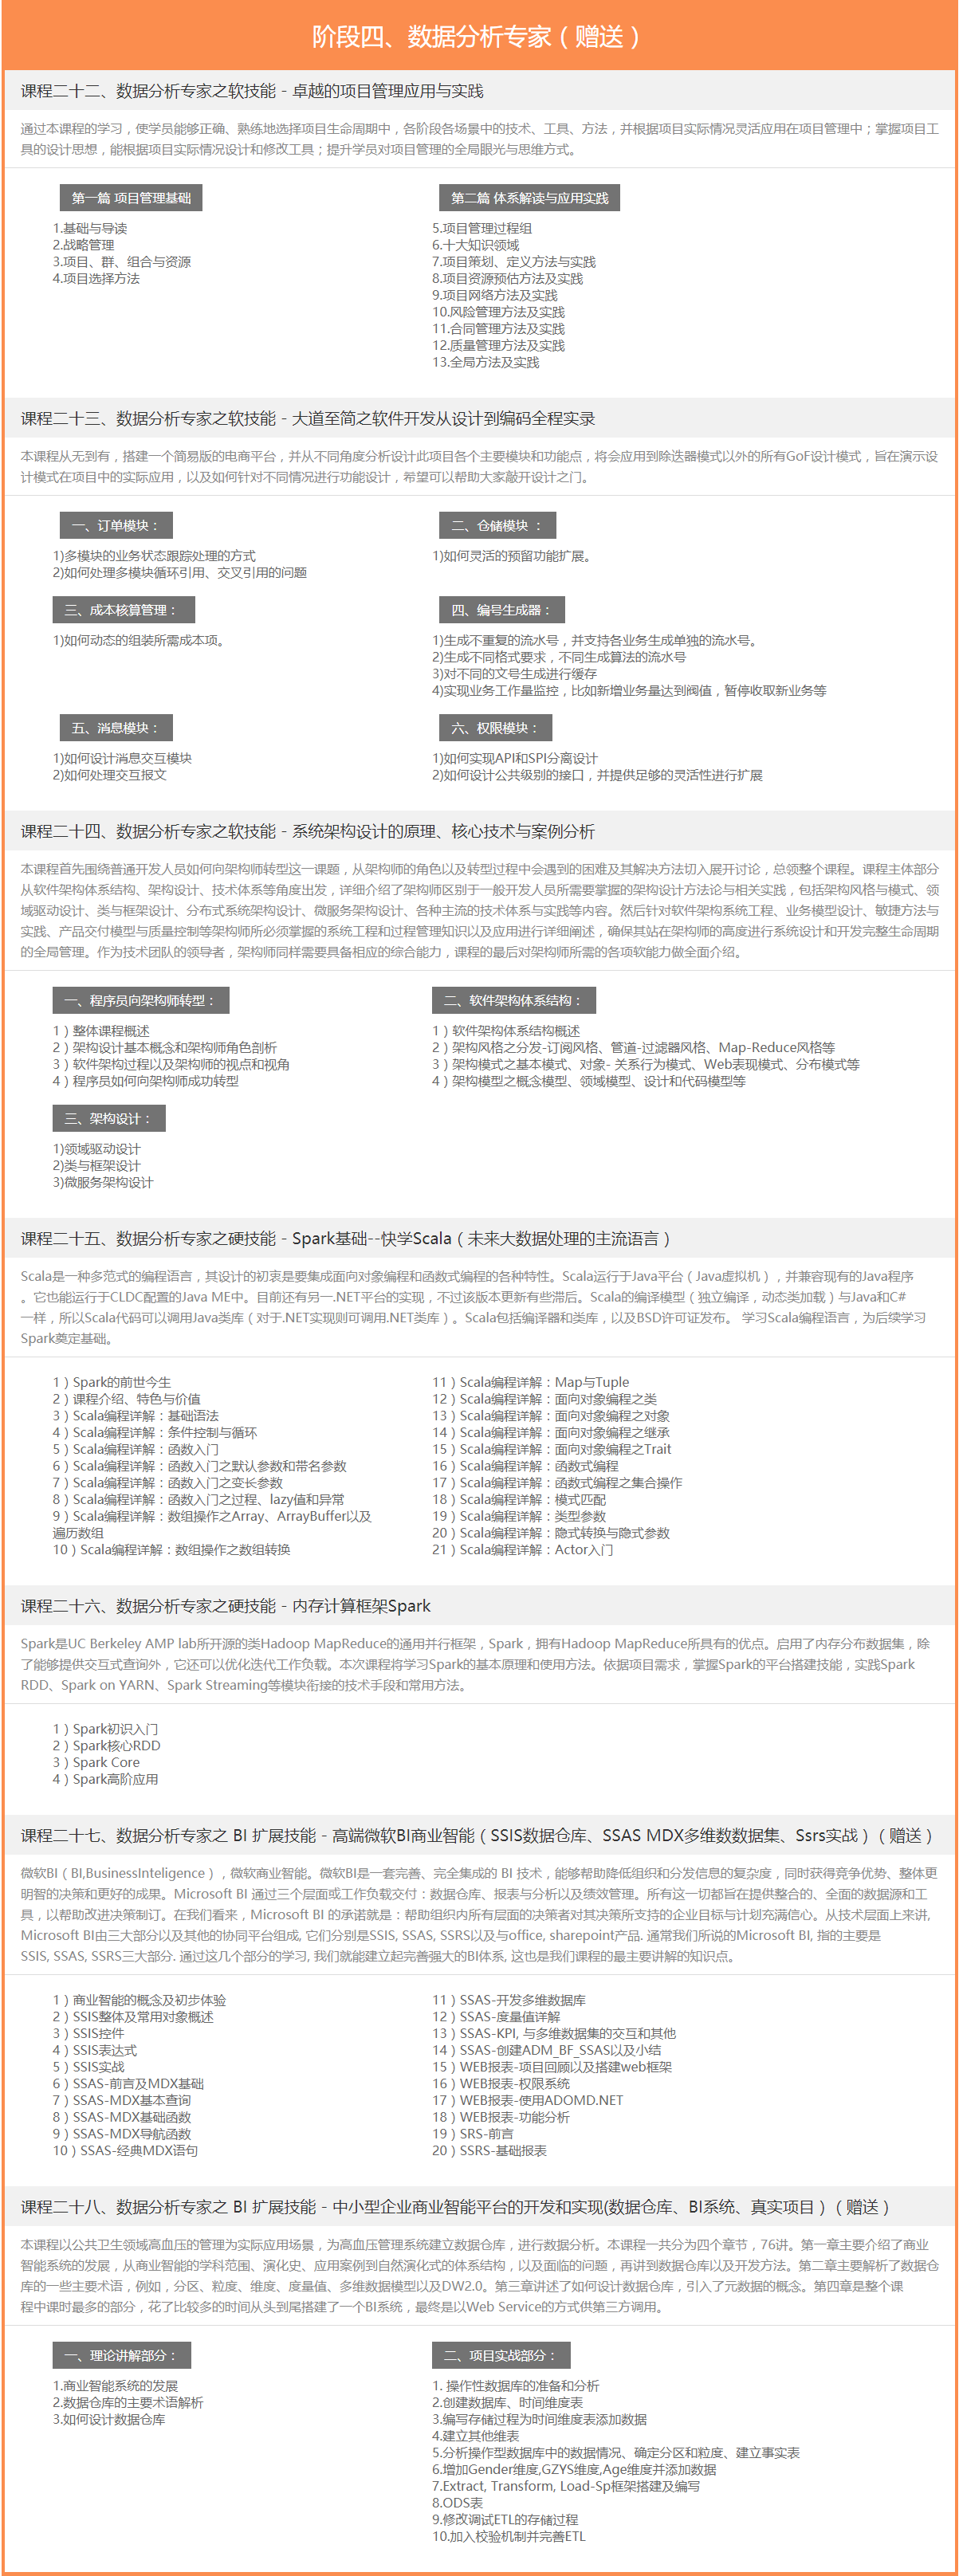 阶段四、数据分析专家（赠送）
课程二十二、数据分析专家之软技能 - 卓越的项目管理应用与实践
通过本课程的学习，使学员能够正确、熟练地选择项目生命周期中，各阶段各场景中的技术、工具、方法，并根据项目实际情况灵活应用在项目管理中；掌握项目工
具的设计思想，能根据项目实际情况设计和修改工具；提升学员对项目管理的全局眼光与思维方式。
第一篇 项目管理基础
1.基础与导读
2.战略管理
3.项目、群、组合与资源
4.项目选择方法
第二篇 体系解读与应用实践
5.项目管理过程组
6.十大知识领域
7.项目策划、定义方法与实践
8.项目资源预估方法及实践
9.项目网络方法及实践
10.风险管理方法及实践
11.合同管理方法及实践
12.质量管理方法及实践
13.全局方法及实践
课程二十三、数据分析专家之软技能 - 大道至简之软件开发从设计到编码全程实录
本课程从无到有，搭建一个简易版的电商平台，并从不同角度分析设计此项目各个主要模块和功能点，将会应用到除迭器模式以外的所有GoF设计模式，旨在演示设
计模式在项目中的实际应用，以及如何针对不同情况进行功能设计，希望可以帮助大家敲开设计之门。
一、订单模块：
1)多模块的业务状态跟踪处理的方式
2)如何处理多模块循环引用、交叉引用的问题
二、仓储模块 ：
1)如何灵活的预留功能扩展。
三、成本核算管理：
1)如何动态的组装所需成本项。
四、编号生成器：
1)生成不重复的流水号，并支持各业务生成单独的流水号。
2)生成不同格式要求，不同生成算法的流水号
3)对不同的文号生成进行缓存
4)实现业务工作量监控，比如新增业务量达到阀值，暂停收取新业务等
五、消息模块：
1)如何设计消息交互模块
2)如何处理交互报文
六、权限模块：
1)如何实现API和SPI分离设计
2)如何设计公共级别的接口，并提供足够的灵活性进行扩展
课程二十四、数据分析专家之软技能 - 系统架构设计的原理、核心技术与案例分析
本课程首先围绕普通开发人员如何向架构师转型这一课题，从架构师的角色以及转型过程中会遇到的困难及其解决方法切入展开讨论，总领整个课程。课程主体部分
从软件架构体系结构、架构设计、技术体系等角度出发，详细介绍了架构师区别于一般开发人员所需要掌握的架构设计方法论与相关实践，包括架构风格与模式、领
域驱动设计、类与框架设计、分布式系统架构设计、微服务架构设计、各种主流的技术体系与实践等内容。然后针对软件架构系统工程、业务模型设计、敏捷方法与
实践、产品交付模型与质量控制等架构师所必须掌握的系统工程和过程管理知识以及应用进行详细阐述，确保其站在架构师的高度进行系统设计和开发完整生命周期
的全局管理。作为技术团队的领导者，架构师同样需要具备相应的综合能力，课程的最后对架构师所需的各项软能力做全面介绍。
一、程序员向架构师转型：
1）整体课程概述
2）架构设计基本概念和架构师角色剖析
3）软件架构过程以及架构师的视点和视角
4）程序员如何向架构师成功转型
二、软件架构体系结构：
1）软件架构体系结构概述
2）架构风格之分发-订阅风格、管道-过滤器风格、Map-Reduce风格等
3）架构模式之基本模式、对象- 关系行为模式、Web表现模式、分布模式等
4）架构模型之概念模型、领域模型、设计和代码模型等
三、架构设计：
1)领域驱动设计
2)类与框架设计
3)微服务架构设计
课程二十五、数据分析专家之硬技能 - Spark基础--快学Scala（未来大数据处理的主流语言）
Scala是一种多范式的编程语言，其设计的初衷是要集成面向对象编程和函数式编程的各种特性。Scala运行于Java平台（Java虚拟机），并兼容现有的Java程序
。它也能运行于CLDC配置的Java ME中。目前还有另一.NET平台的实现，不过该版本更新有些滞后。Scala的编译模型（独立编译，动态类加载）与Java和C#
一样，所以Scala代码可以调用Java类库（对于.NET实现则可调用.NET类库）。Scala包括编译器和类库，以及BSD许可证发布。 学习Scala编程语言，为后续学习
Spark奠定基础。
1）Spark的前世今生
2）课程介绍、特色与价值
3）Scala编程详解：基础语法
4）Scala编程详解：条件控制与循环
5）Scala编程详解：函数入门
6）Scala编程详解：函数入门之默认参数和带名参数
7）Scala编程详解：函数入门之变长参数
8）Scala编程详解：函数入门之过程、lazy值和异常
9）Scala编程详解：数组操作之Array、ArrayBuffer以及
遍历数组
10）Scala编程详解：数组操作之数组转换
11）Scala编程详解：Map与Tuple
12）Scala编程详解：面向对象编程之类
13）Scala编程详解：面向对象编程之对象
14）Scala编程详解：面向对象编程之继承
15）Scala编程详解：面向对象编程之Trait
16）Scala编程详解：函数式编程
17）Scala编程详解：函数式编程之集合操作
18）Scala编程详解：模式匹配
19）Scala编程详解：类型参数
20）Scala编程详解：隐式转换与隐式参数
21）Scala编程详解：Actor入门
课程二十六、数据分析专家之硬技能 - 内存计算框架Spark
Spark是UC Berkeley AMP lab所开源的类Hadoop MapReduce的通用并行框架，Spark，拥有Hadoop MapReduce所具有的优点。启用了内存分布数据集，除
了能够提供交互式查询外，它还可以优化迭代工作负载。本次课程将学习Spark的基本原理和使用方法。依据项目需求，掌握Spark的平台搭建技能，实践Spark
RDD、Spark on YARN、Spark Streaming等模块衔接的技术手段和常用方法。
1）Spark初识入门
2）Spark核心RDD
3）Spark Core
4）Spark高阶应用
课程二十七、数据分析专家之 BI 扩展技能 - 高端微软BI商业智能（SSIS数据仓库、SSAS MDX多维数数据集、Ssrs实战）（赠送）
微软BI（BI,BusinessInteligence），微软商业智能。微软BI是一套完善、完全集成的 BI 技术，能够帮助降低组织和分发信息的复杂度，同时获得竞争优势、整体更
明智的决策和更好的成果。Microsoft BI 通过三个层面或工作负载交付：数据仓库、报表与分析以及绩效管理。所有这一切都旨在提供整合的、全面的数据源和工
具，以帮助改进决策制订。在我们看来，Microsoft BI 的承诺就是：帮助组织内所有层面的决策者对其决策所支持的企业目标与计划充满信心。从技术层面上来讲,
Microsoft BI由三大部分以及其他的协同平台组成, 它们分别是SSIS, SSAS, SSRS以及与office, sharepoint产品. 通常我们所说的Microsoft BI, 指的主要是
SSIS, SSAS, SSRS三大部分. 通过这几个部分的学习, 我们就能建立起完善强大的BI体系, 这也是我们课程的最主要讲解的知识点。
1）商业智能的概念及初步体验
2）SSIS整体及常用对象概述
3）SSIS控件
4）SSIS表达式
5）SSIS实战
6）SSAS-前言及MDX基础
7）SSAS-MDX基本查询
8）SSAS-MDX基础函数
9）SSAS-MDX导航函数
10）SSAS-经典MDX语句
11）SSAS-开发多维数据库
12）SSAS-度量值详解
13）SSAS-KPI, 与多维数据集的交互和其他
14）SSAS-创建ADM_BF_SSAS以及小结
15）WEB报表-项目回顾以及搭建web框架
16）WEB报表-权限系统
17）WEB报表-使用ADOMD.NET
18）WEB报表-功能分析
19）SRS-前言
20）SSRS-基础报表
课程二十八、数据分析专家之 BI 扩展技能 - 中小型企业商业智能平台的开发和实现(数据仓库、BI系统、真实项目）（赠送）
本课程以公共卫生领域高血压的管理为实际应用场景，为高血压管理系统建立数据仓库，进行数据分析。本课程一共分为四个章节，76讲。第一章主要介绍了商业
智能系统的发展，从商业智能的学科范围、演化史、应用案例到自然演化式的体系结构，以及面临的问题，再讲到数据仓库以及开发方法。第二章主要解析了数据仓
库的一些主要术语，例如，分区、粒度、维度、度量值、多维数据模型以及DW2.0。第三章讲述了如何设计数据仓库，引入了元数据的概念。第四章是整个课
程中课时最多的部分，花了比较多的时间从头到尾搭建了一个BI系统，最终是以Web Service的方式供第三方调用。
一、理论讲解部分：
1.商业智能系统的发展
2.数据仓库的主要术语解析
3.如何设计数据仓库
二、项目实战部分：
1. 操作性数据库的准备和分析
2.创建数据库、时间维度表
3.编写存储过程为时间维度表添加数据
4.建立其他维表
5.分析操作型数据库中的数据情况、确定分区和粒度、建立事实表
6.增加Gender维度,GZYS维度,Age维度并添加数据
7.Extract, Transform, Load-Sp框架搭建及编写
8.ODS表
9.修改调试ETL的存储过程
10.加入校验机制并完善ETL